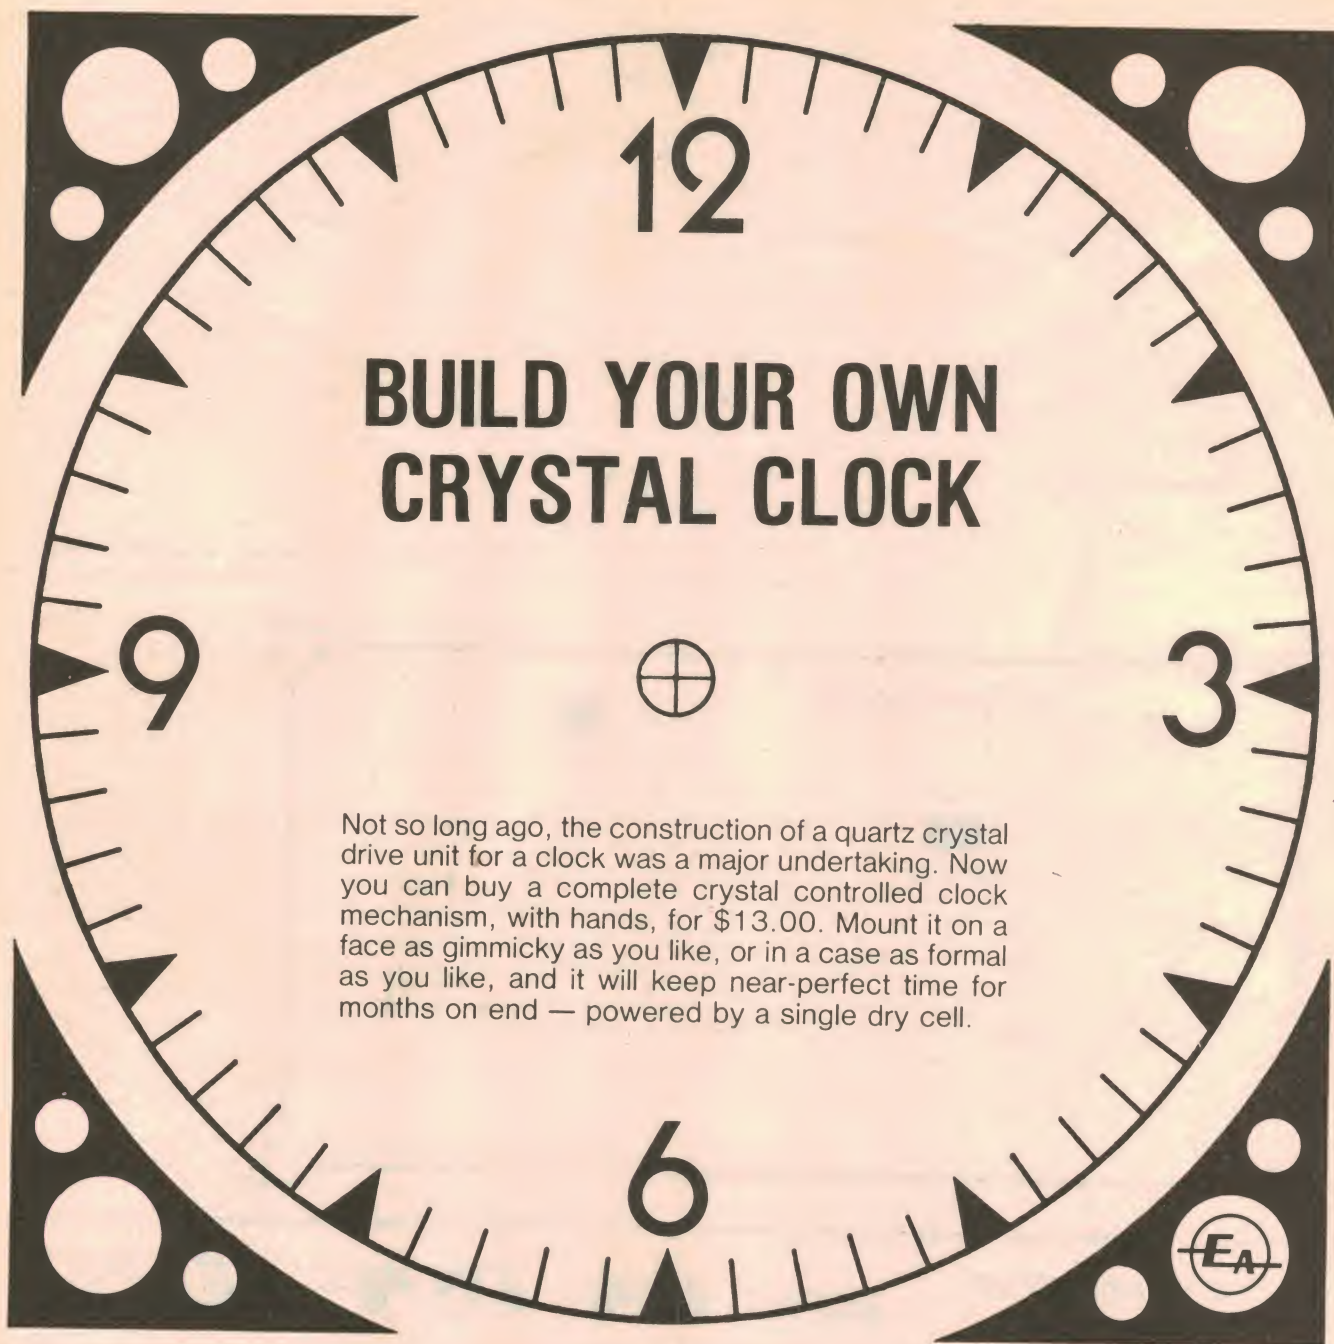 12
BUILD YOUR OWN
CRYSTAL CLOCK
9
3
Not so long ago, the construction of a quartz crystal
drive unit for a clock was a major undertaking. Now
you can buy a complete crystal controlled clock
mechanism, with hands, for $13.00. Mount it on a
face as gimmicky as you like, or in a case as formal
as you like, and it will keep near-perfect time for
months on end — powered by a single dry cell.
6
EA